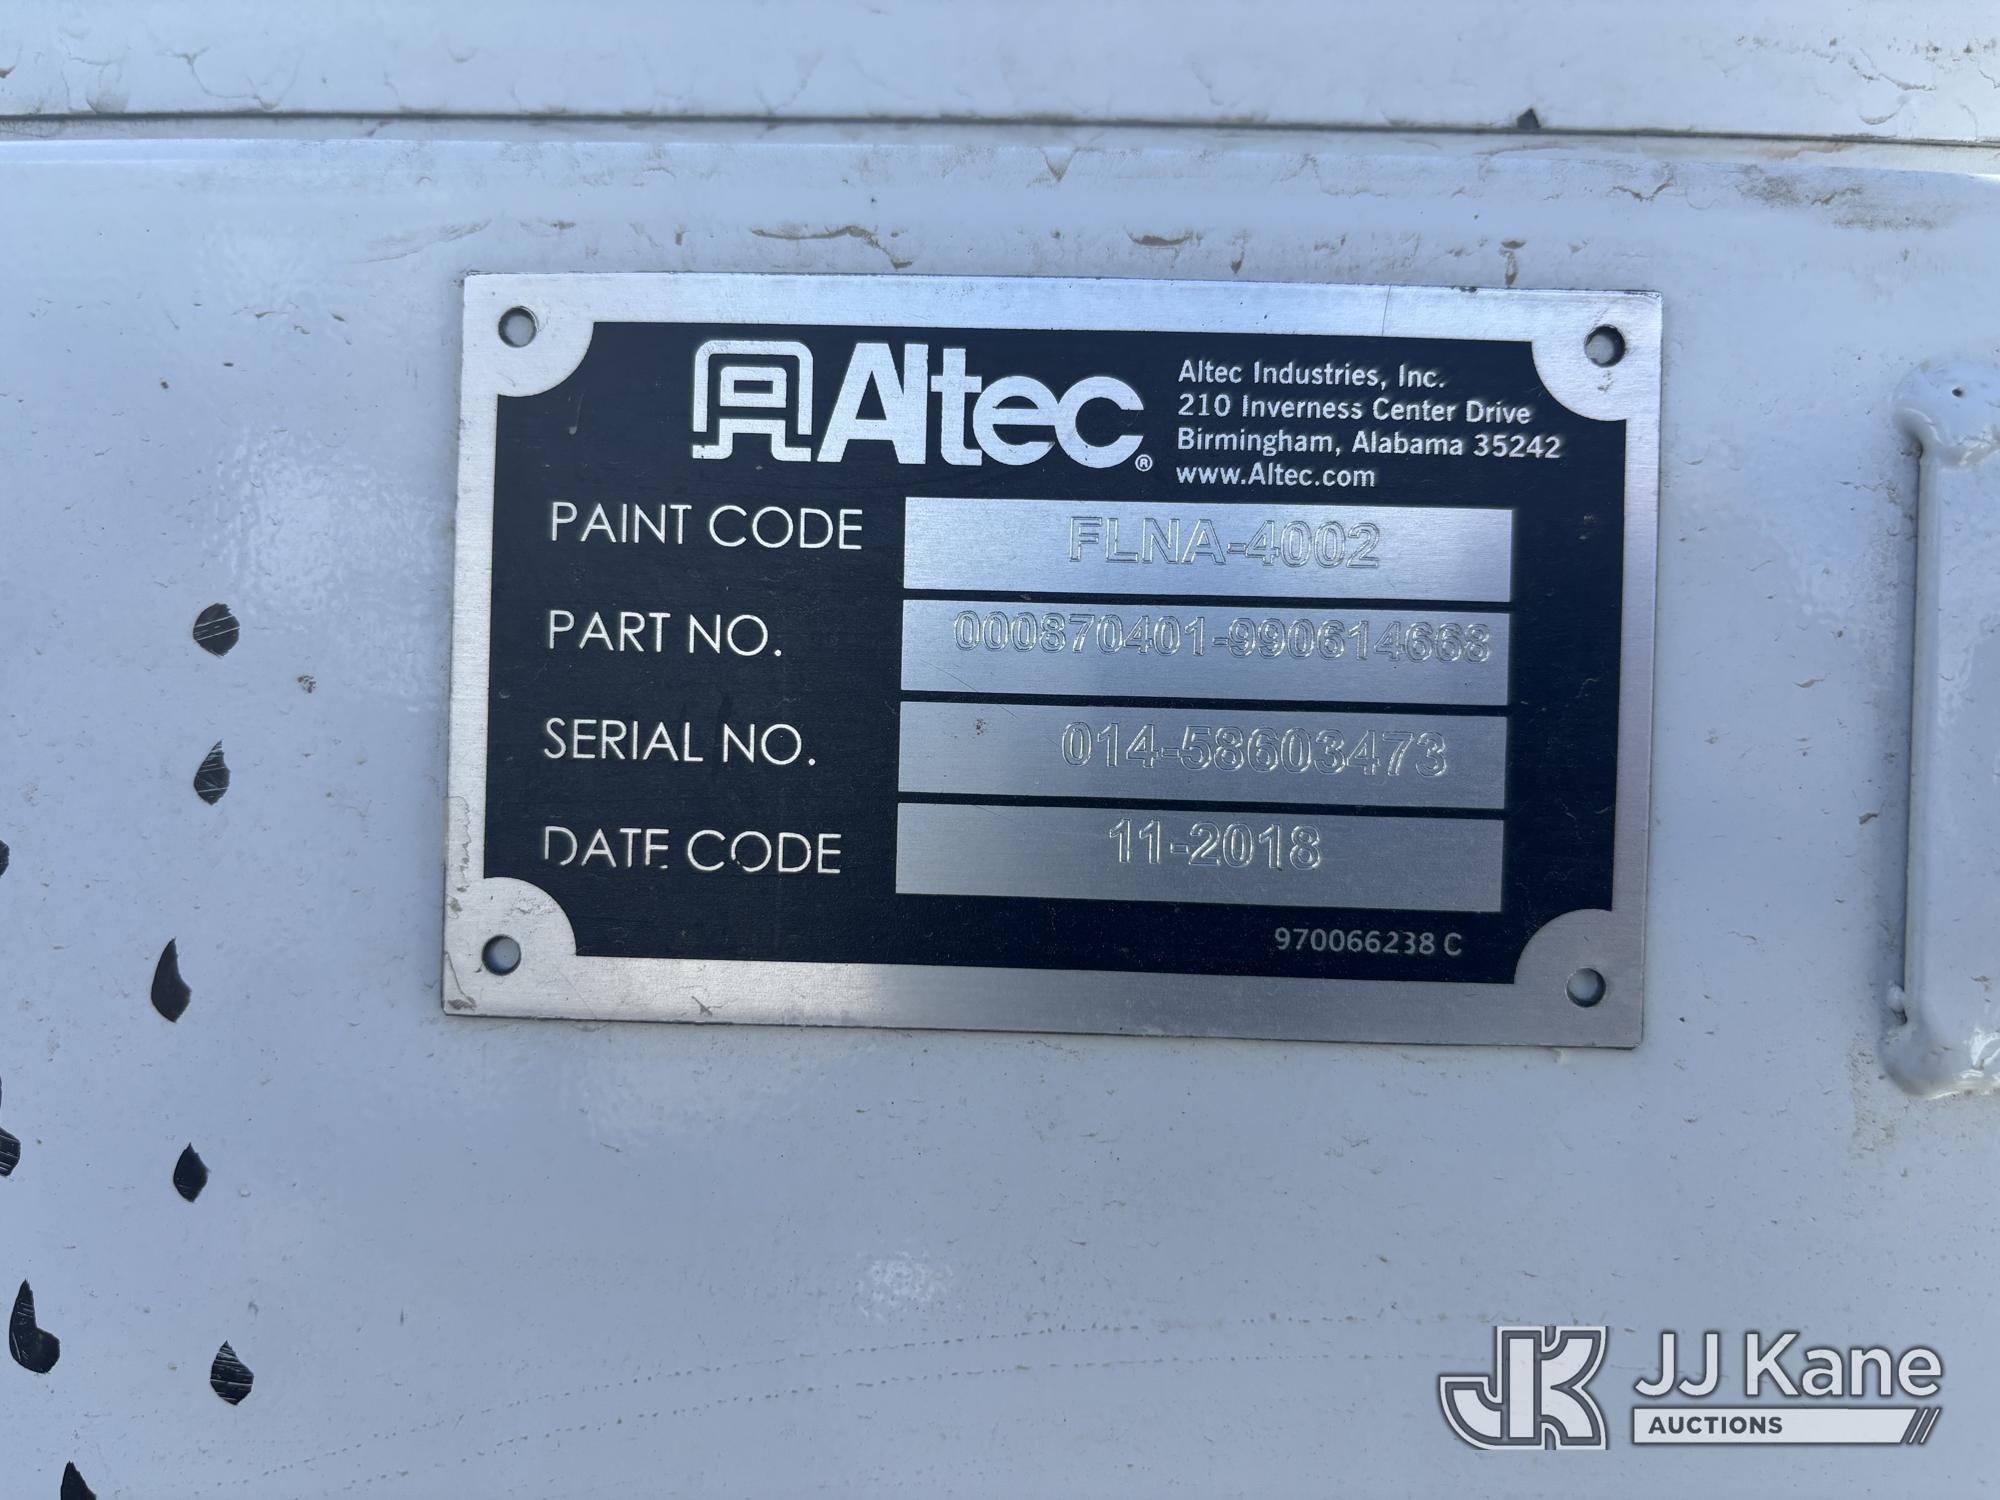 Altec®
Altec Industries, Inc.
210 Inverness Center Drive
Birmingham, Alabama 35242
www.Altec.com
PAINT CODE FLNA-4002
PART NO. 000870401-990614668
SERIAL NO. 014-58603473
DATE CODE 11-2018
970066238 C
JK JJ Kane
AUCTIONS